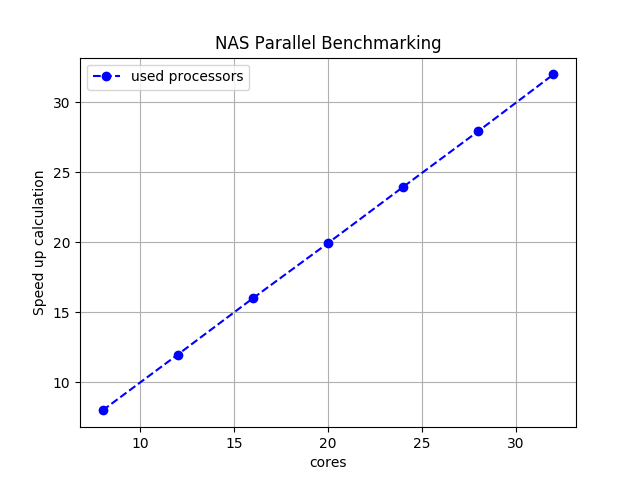 NAS Parallel Benchmarking
used processors
Speed up calculation
30
25
20
15
10
10
15
20
25
30
cores